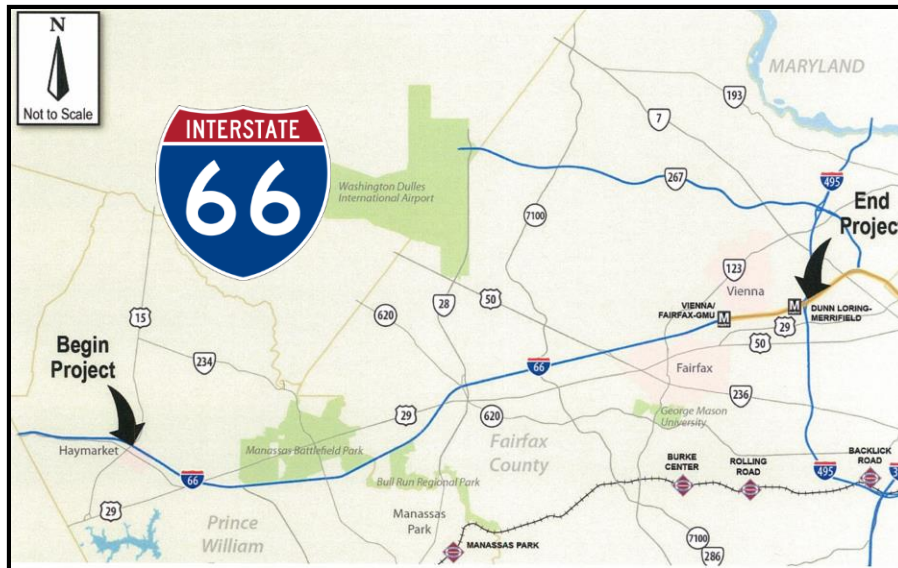 N
Not to Scale
INTERSTATE
66
MARYLAND
193
7
Washington Dulles
International Airport
267
495
End
Project
7100
123
Vienna
28
50
620
VIENNA/
FAIRFAX-GMU
M
M
DUNN LORING-
MERRIFIELD
29
50
15
Begin
Project
234
66
Fairfax
236
29
620
George Mason
University
Haymarket
Manassas Battlefield Park
Fairfax
County
66
Bull Run Regional Park
BURKE
CENTER
ROLLING
ROAD
BACKLICK
ROAD
495
29
Prince
William
Manassas
Park
MANASSAS PARK
7100
286